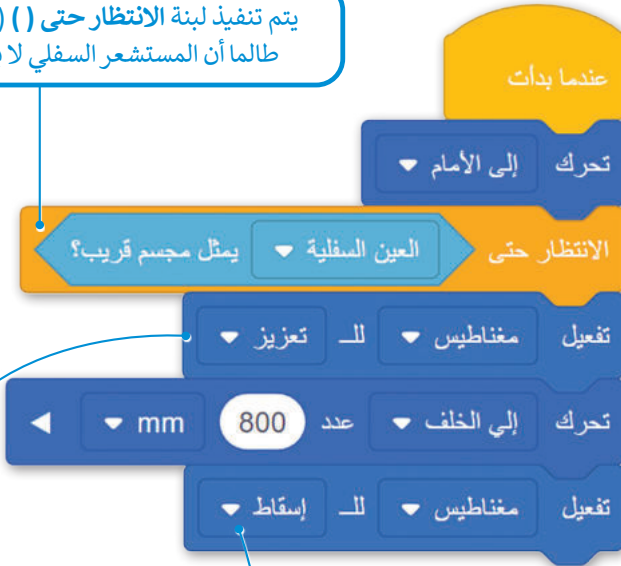 يتم تنفيذ لبنة الانتظار حتى ( ) (
طالما أن المستشعر السفلي لا
عندما بدأت
تحرك إلى الأمام
الانتظار حتى العين السفلية يمثل مجسم قريب؟
تفعيل مغناطيس للـ تعزيز
تحرك إلي الخلف عدد 800 mm
تفعيل مغناطيس للـ إسقاط